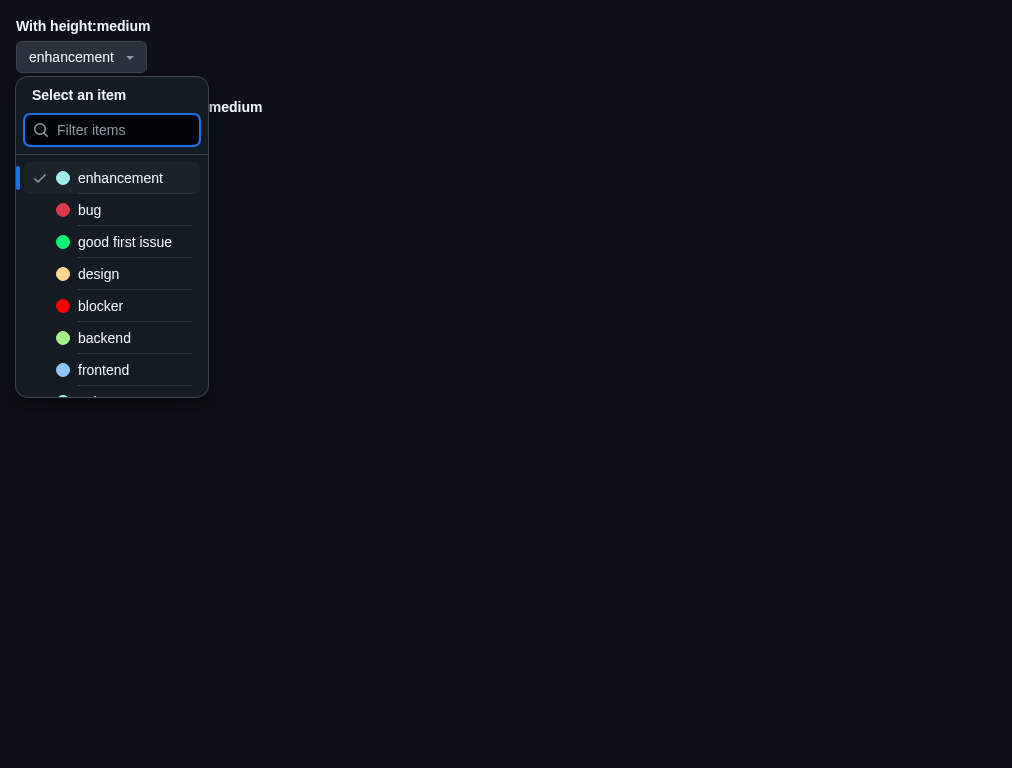 With height:medium
enhancement
Select an item
medium
Filter items
enhancement
bug
good first issue
design
blocker
backend
frontend